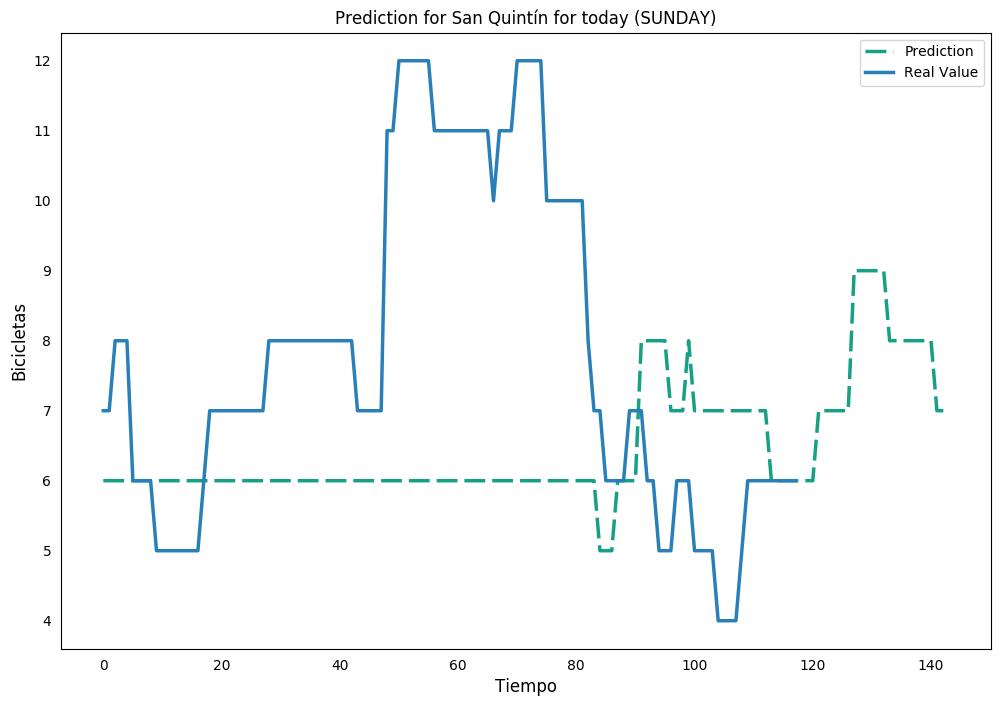 Prediction for San Quintín for today (SUNDAY)
Prediction
Real Value
12
11
10
9
8
7
6
5
4
Bicicletas
0 20 40 60 80 100 120 140
Tiempo